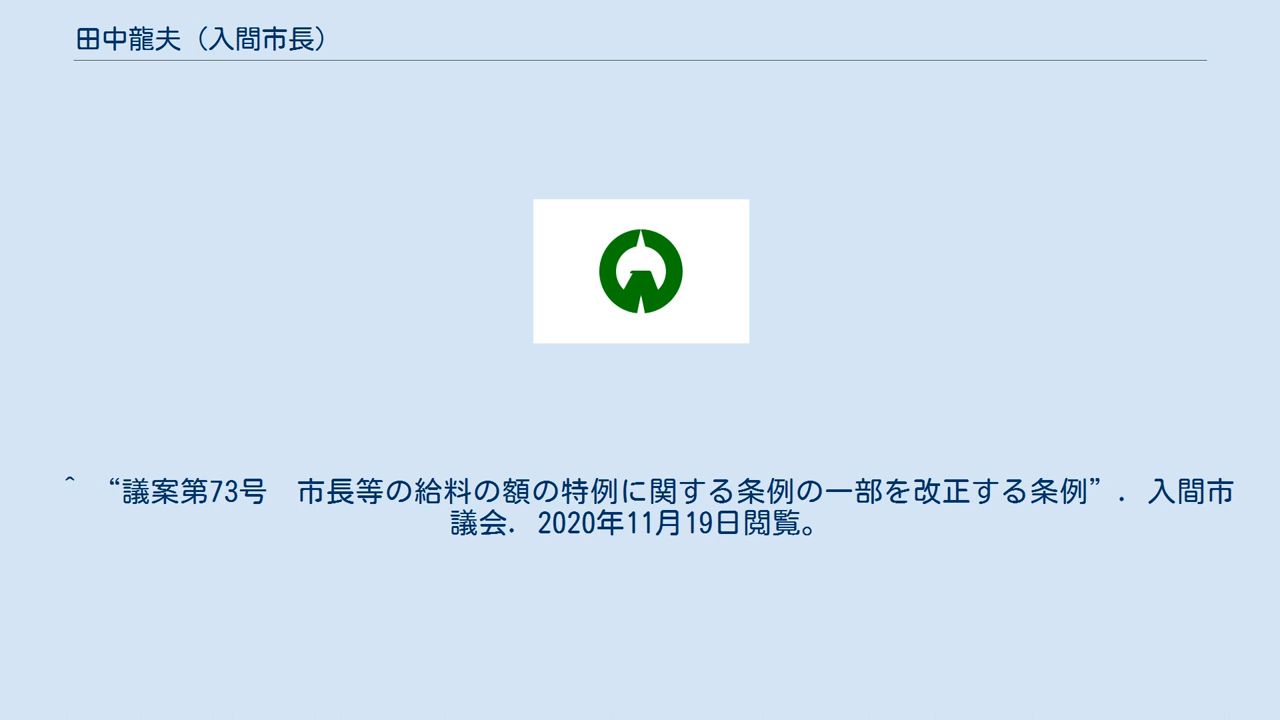 田中龍夫（入間市長）
^ “議案第73号　市長等の給料の額の特例に関する条例の一部を改正する条例”. 入間市
議会. 2020年11月19日閲覧。